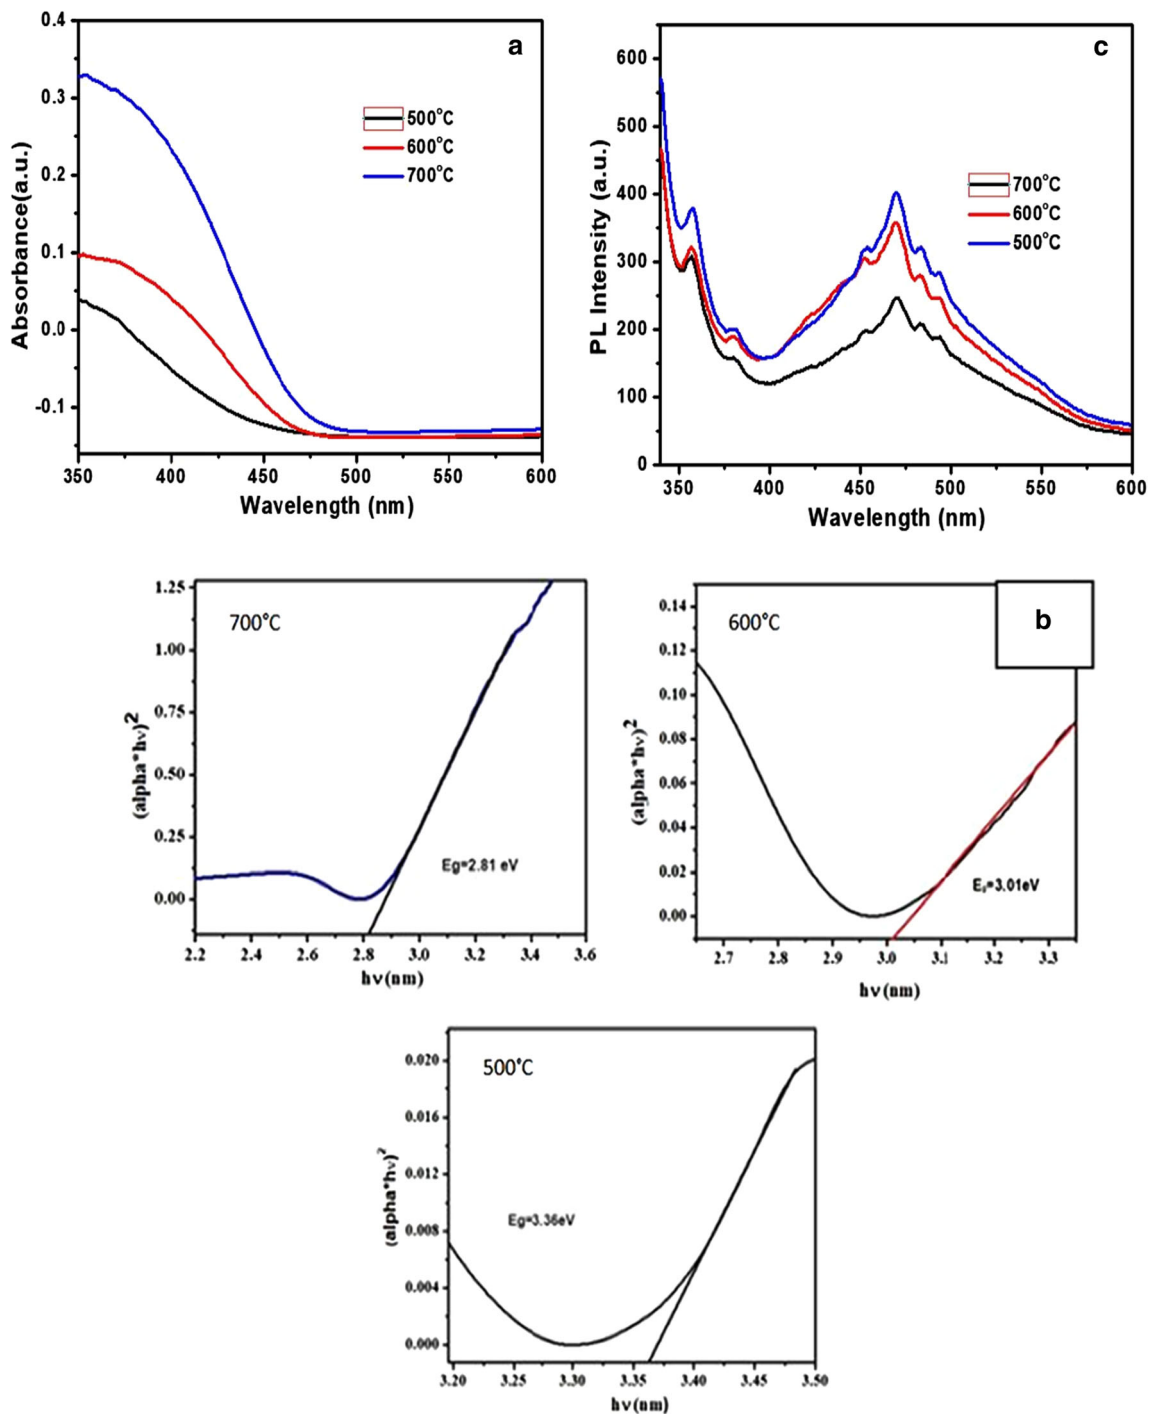 a
0.4
0.3
0.2
0.1
0.0
-0.1
Absorbance(a.u.)
500°C
600°C
700°C
350 400 450 500 550 600
Wavelength (nm)
c
600
500
400
300
200
100
0
PL Intensity (a.u.)
700°C
600°C
500°C
350 400 450 500 550 600
Wavelength (nm)
700°C
1.25
1.00
0.75
0.50
0.25
0.00
(alpha*hν)2
Eg=2.81 eV
2.2 2.4 2.6 2.8 3.0 3.2 3.4 3.6
hν(nm)
b
600°C
0.14
0.12
0.10
0.08
0.06
0.04
0.02
0.00
(alpha*hν)2
Eg=3.01eV
2.7 2.8 2.9 3.0 3.1 3.2 3.3
hν(nm)
500°C
0.020
0.016
0.012
0.008
0.004
0.000
(alpha*hν)2
Eg=3.36eV
3.20 3.25 3.30 3.35 3.40 3.45 3.50
hν(nm)